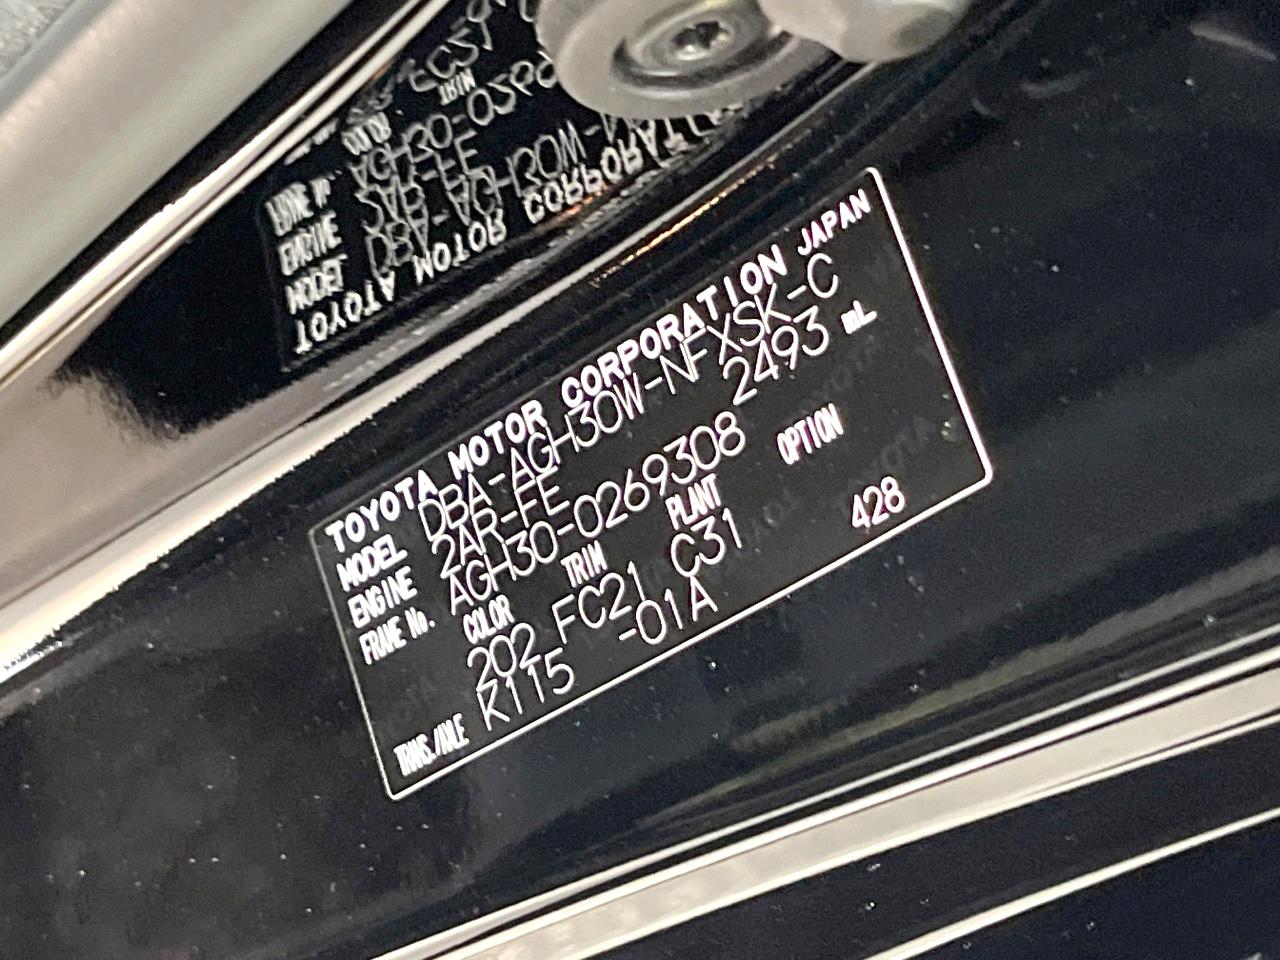 TOYOTA MOTOR CORPORATION JAPAN
MODEL DBA-AGH30W-NFXSK-C
ENGINE 2AR-FE 2493 mL
FRAME No. AGH30-0269308
COLOR TRIM PLANT OPTION
202 FC21 C31 428
TRANS./AXLE K115 -01A